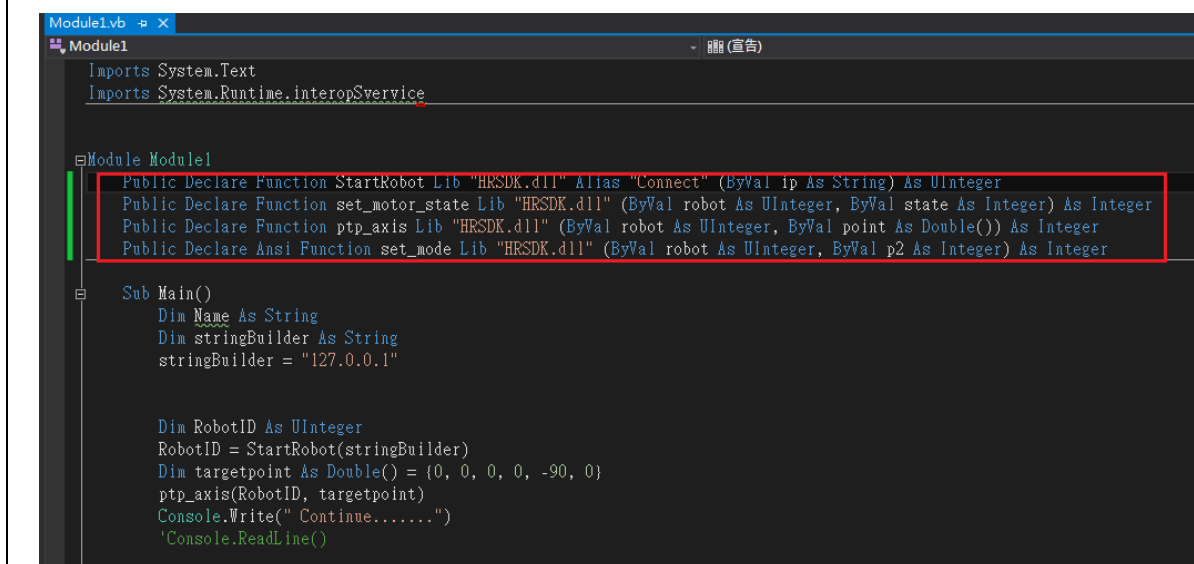 Module1.vb
Module1 (宣告)
Imports System.Text
Imports System.Runtime.interopSvervice
Module Module1
Public Declare Function StartRobot Lib "HRSDK.dll" Alias "Connect" (ByVal ip As String) As UInteger
Public Declare Function set_motor_state Lib "HRSDK.dll" (ByVal robot As UInteger, ByVal state As Integer) As Integer
Public Declare Function ptp_axis Lib "HRSDK.dll" (ByVal robot As UInteger, ByVal point As Double()) As Integer
Public Declare Ansi Function set_mode Lib "HRSDK.dll" (ByVal robot As UInteger, ByVal p2 As Integer) As Integer
Sub Main()
Dim Name As String
Dim stringBuilder As String
stringBuilder = "127.0.0.1"
Dim RobotID As UInteger
RobotID = StartRobot(stringBuilder)
Dim targetpoint As Double() = {0, 0, 0, 0, -90, 0}
ptp_axis(RobotID, targetpoint)
Console.Write(" Continue.......")
'Console.ReadLine()